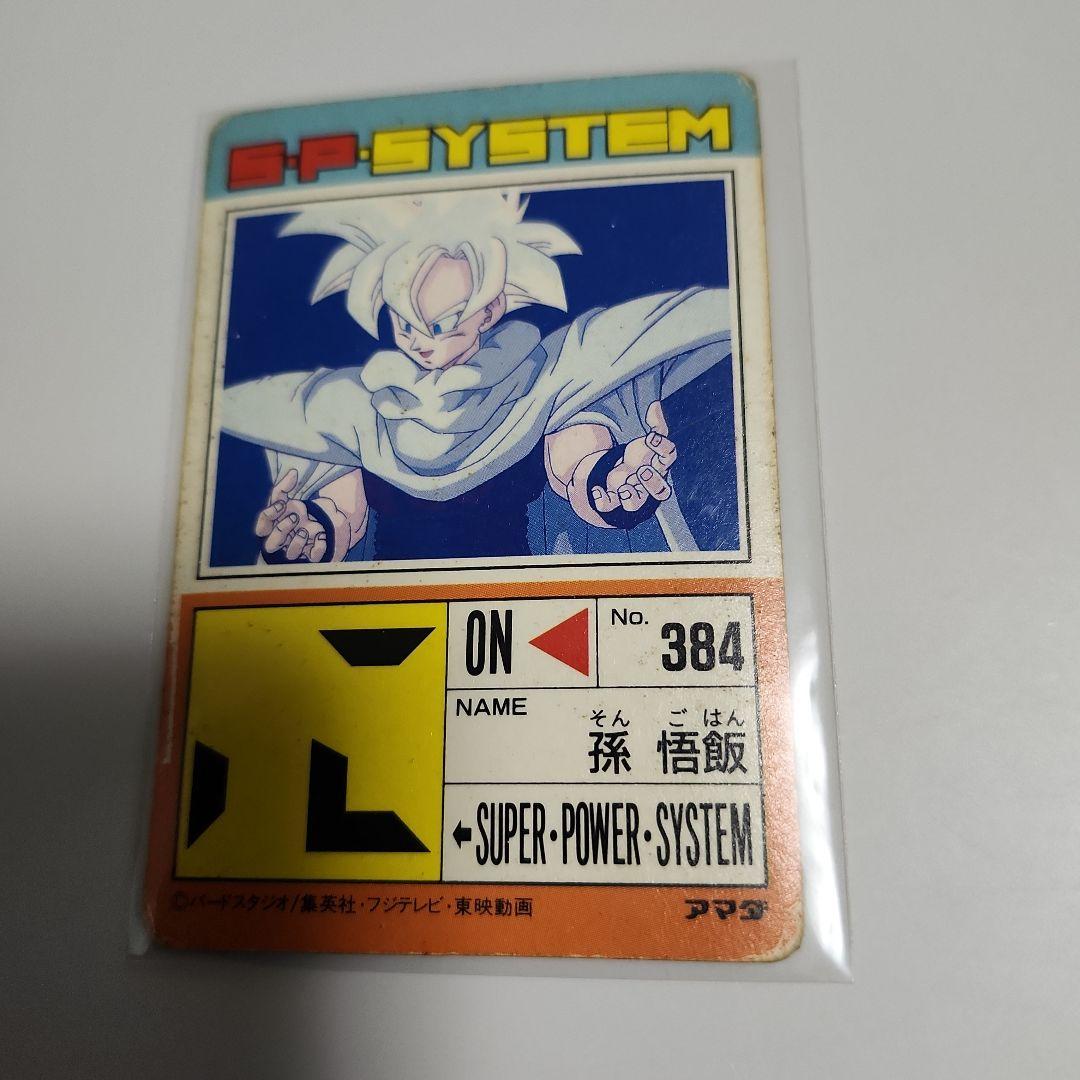 S・P・SYSTEM
ON
No.
384
NAME
そん ご はん
孫 悟飯
SUPER・POWER・SYSTEM
©バードスタジオ/集英社・フジテレビ・東映動画
アマダ